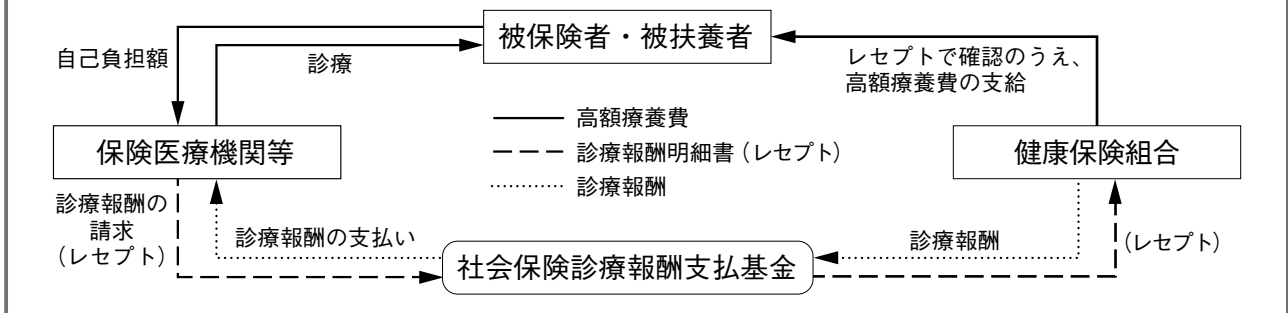 被保険者・被扶養者
自己負担額
診療
レセプトで確認のうえ、
高額療養費の支給
高額療養費
診療報酬明細書（レセプト）
診療報酬
保険医療機関等
健康保険組合
診療報酬の
請求
（レセプト）
診療報酬の支払い
診療報酬
（レセプト）
社会保険診療報酬支払基金